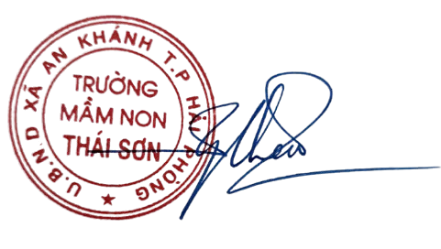 U.B.N.D XÃ AN KHÁNH T.P HẢI PHÒNG
TRƯỜNG
MẦM NON
THÁI SƠN